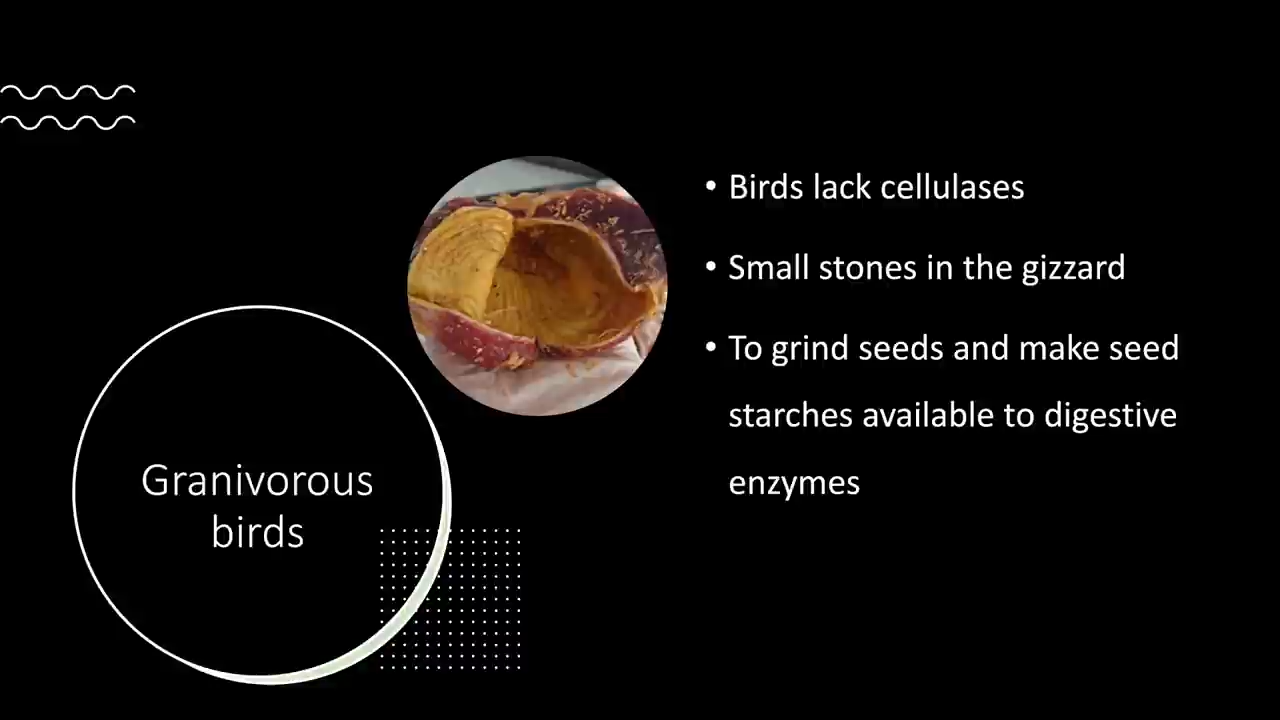 Granivorous
birds
• Birds lack cellulases
• Small stones in the gizzard
• To grind seeds and make seed
starches available to digestive
enzymes